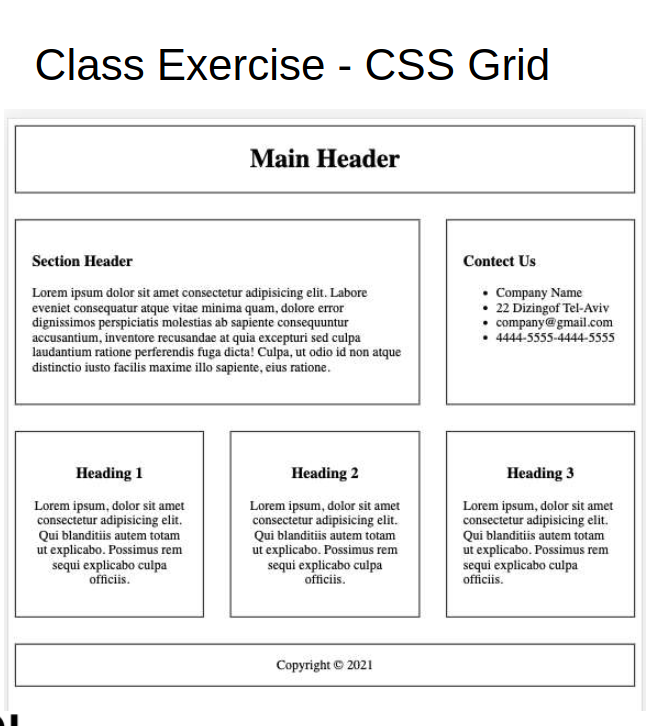 Class Exercise - CSS Grid
Main Header
Section Header
Lorem ipsum dolor sit amet consectetur adipisicing elit. Labore
eveniet consequatur atque vitae minima quam, dolore error
dignissimos perspiciatis molestias ab sapiente consequuntur
accusantium, inventore recusandae at quia excepturi sed culpa
laudantium ratione perferendis fuga dicta! Culpa, ut odio id non atque
distinctio iusto facilis maxime illo sapiente, eius ratione.
Contect Us
• Company Name
• 22 Dizingof Tel-Aviv
• company@gmail.com
• 4444-5555-4444-5555
Heading 1
Lorem ipsum, dolor sit amet
consectetur adipisicing elit.
Qui blanditiis autem totam
ut explicabo. Possimus rem
sequi explicabo culpa
officiis.
Heading 2
Lorem ipsum, dolor sit amet
consectetur adipisicing elit.
Qui blanditiis autem totam
ut explicabo. Possimus rem
sequi explicabo culpa
officiis.
Heading 3
Lorem ipsum, dolor sit amet
consectetur adipisicing elit.
Qui blanditiis autem totam
ut explicabo. Possimus rem
sequi explicabo culpa
officiis.
Copyright © 2021